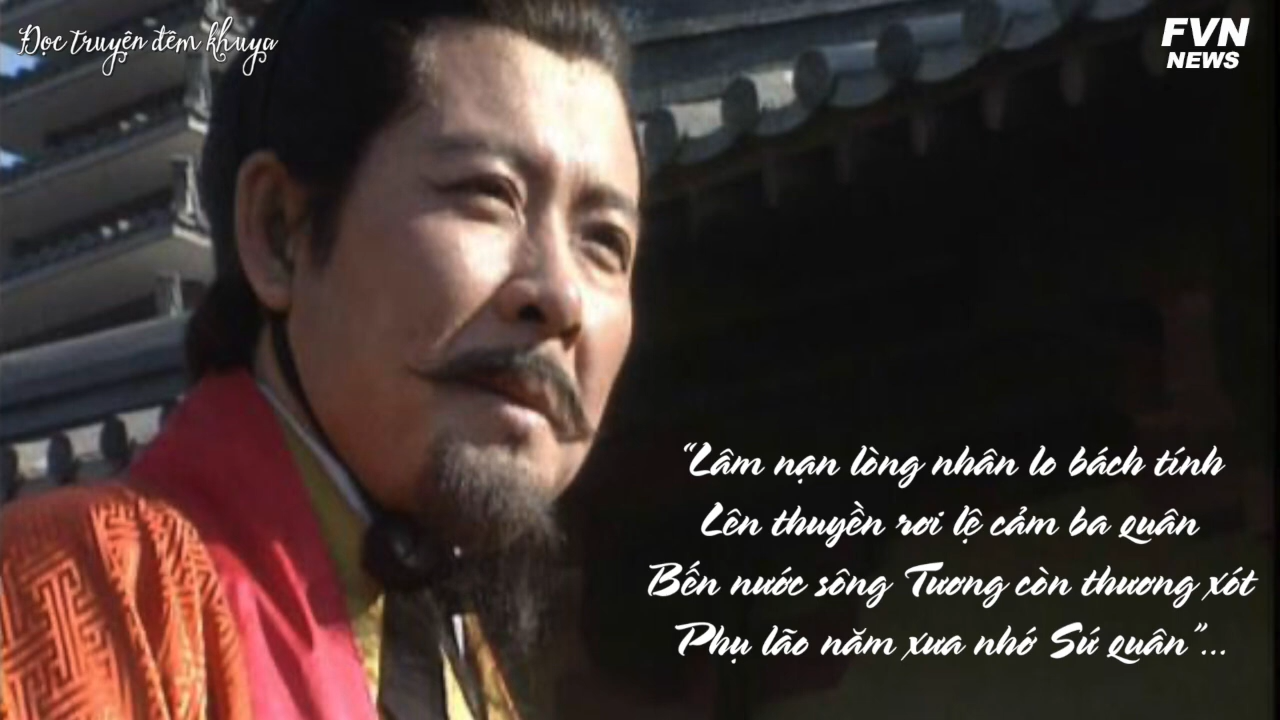 Đọc truyện đêm khuya
FVN
NEWS
“Lâm nạn lòng nhân lo bách tính
Lên thuyền rơi lệ cảm ba quân
Bến nước sông Tương còn thương xót
Phụ lão năm xưa nhớ Sứ quân”...